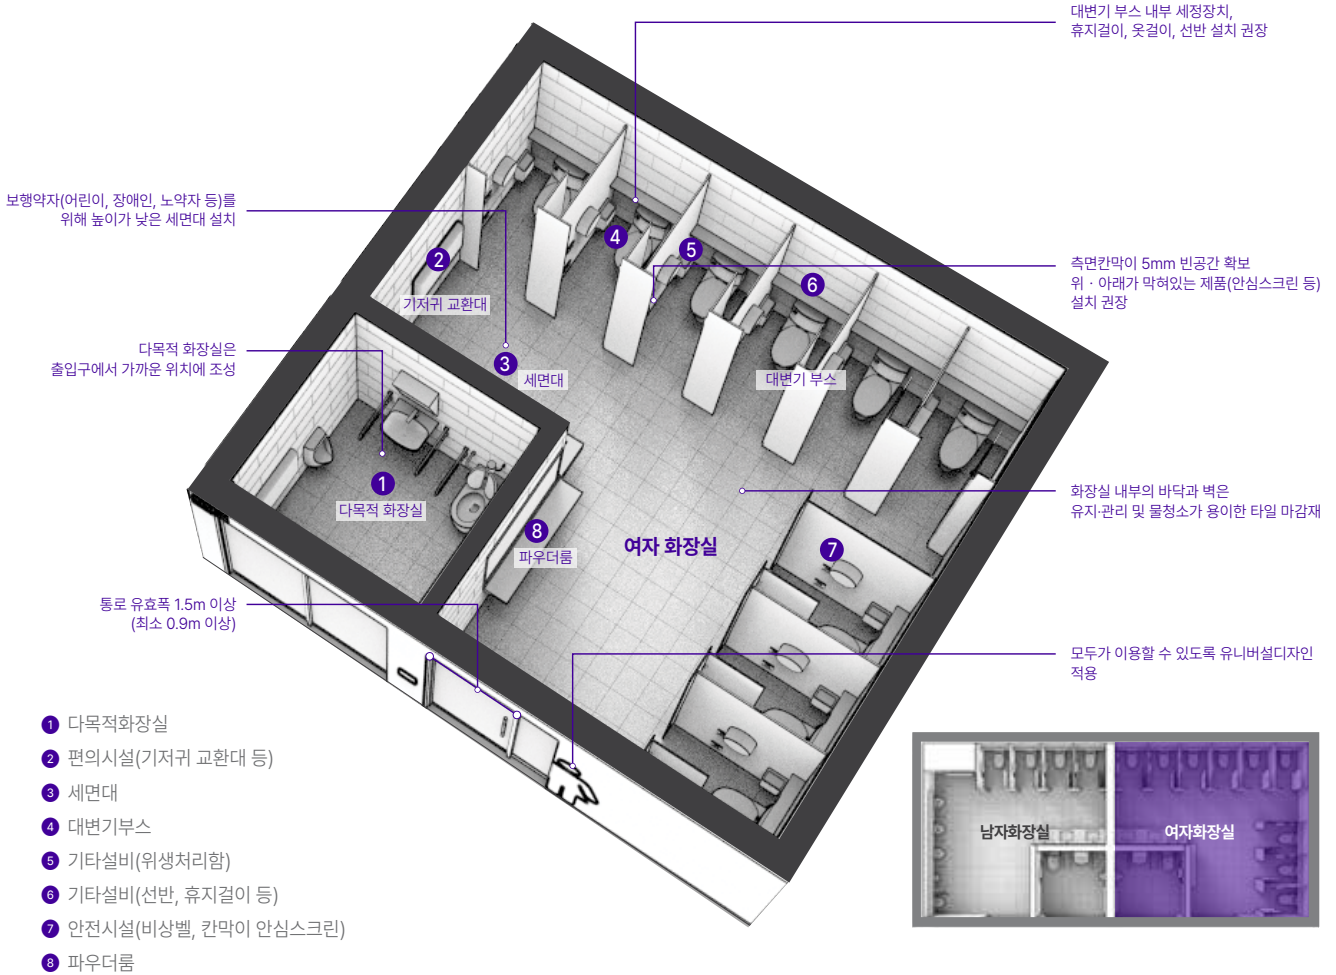 대변기 부스 내부 세정장치,
휴지걸이, 옷걸이, 선반 설치 권장
보행약자(어린이, 장애인, 노약자 등)를
위해 높이가 낮은 세면대 설치
4
5
2
6
측면칸막이 5mm 빈공간 확보
위 · 아래가 막혀있는 제품(안심스크린 등)
설치 권장
기저귀 교환대
다목적 화장실은
출입구에서 가까운 위치에 조성
3
세면대
대변기 부스
1
다목적 화장실
화장실 내부의 바닥과 벽은
유지·관리 및 물청소가 용이한 타일 마감재
8
파우더룸
여자 화장실
7
통로 유효폭 1.5m 이상
(최소 0.9m 이상)
모두가 이용할 수 있도록 유니버설디자인
적용
1 다목적화장실
2 편의시설(기저귀 교환대 등)
3 세면대
4 대변기부스
5 기타설비(위생처리함)
6 기타설비(선반, 휴지걸이 등)
7 안전시설(비상벨, 칸막이 안심스크린)
8 파우더룸
남자화장실
여자화장실